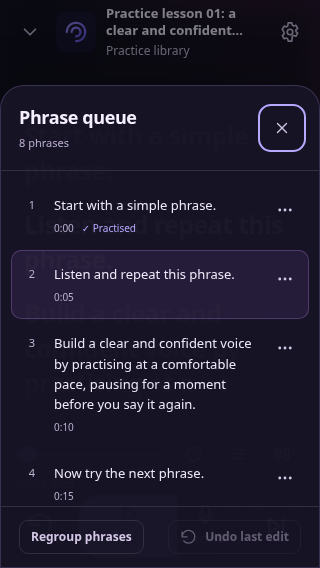 Practice lesson 01: a
clear and confident...
Practice library
Phrase queue
8 phrases
1 Start with a simple phrase.
0:00 ✓ Practised
2 Listen and repeat this phrase.
0:05
3 Build a clear and confident voice
by practising at a comfortable
pace, pausing for a moment
before you say it again.
0:10
4 Now try the next phrase.
0:15
Regroup phrases
Undo last edit